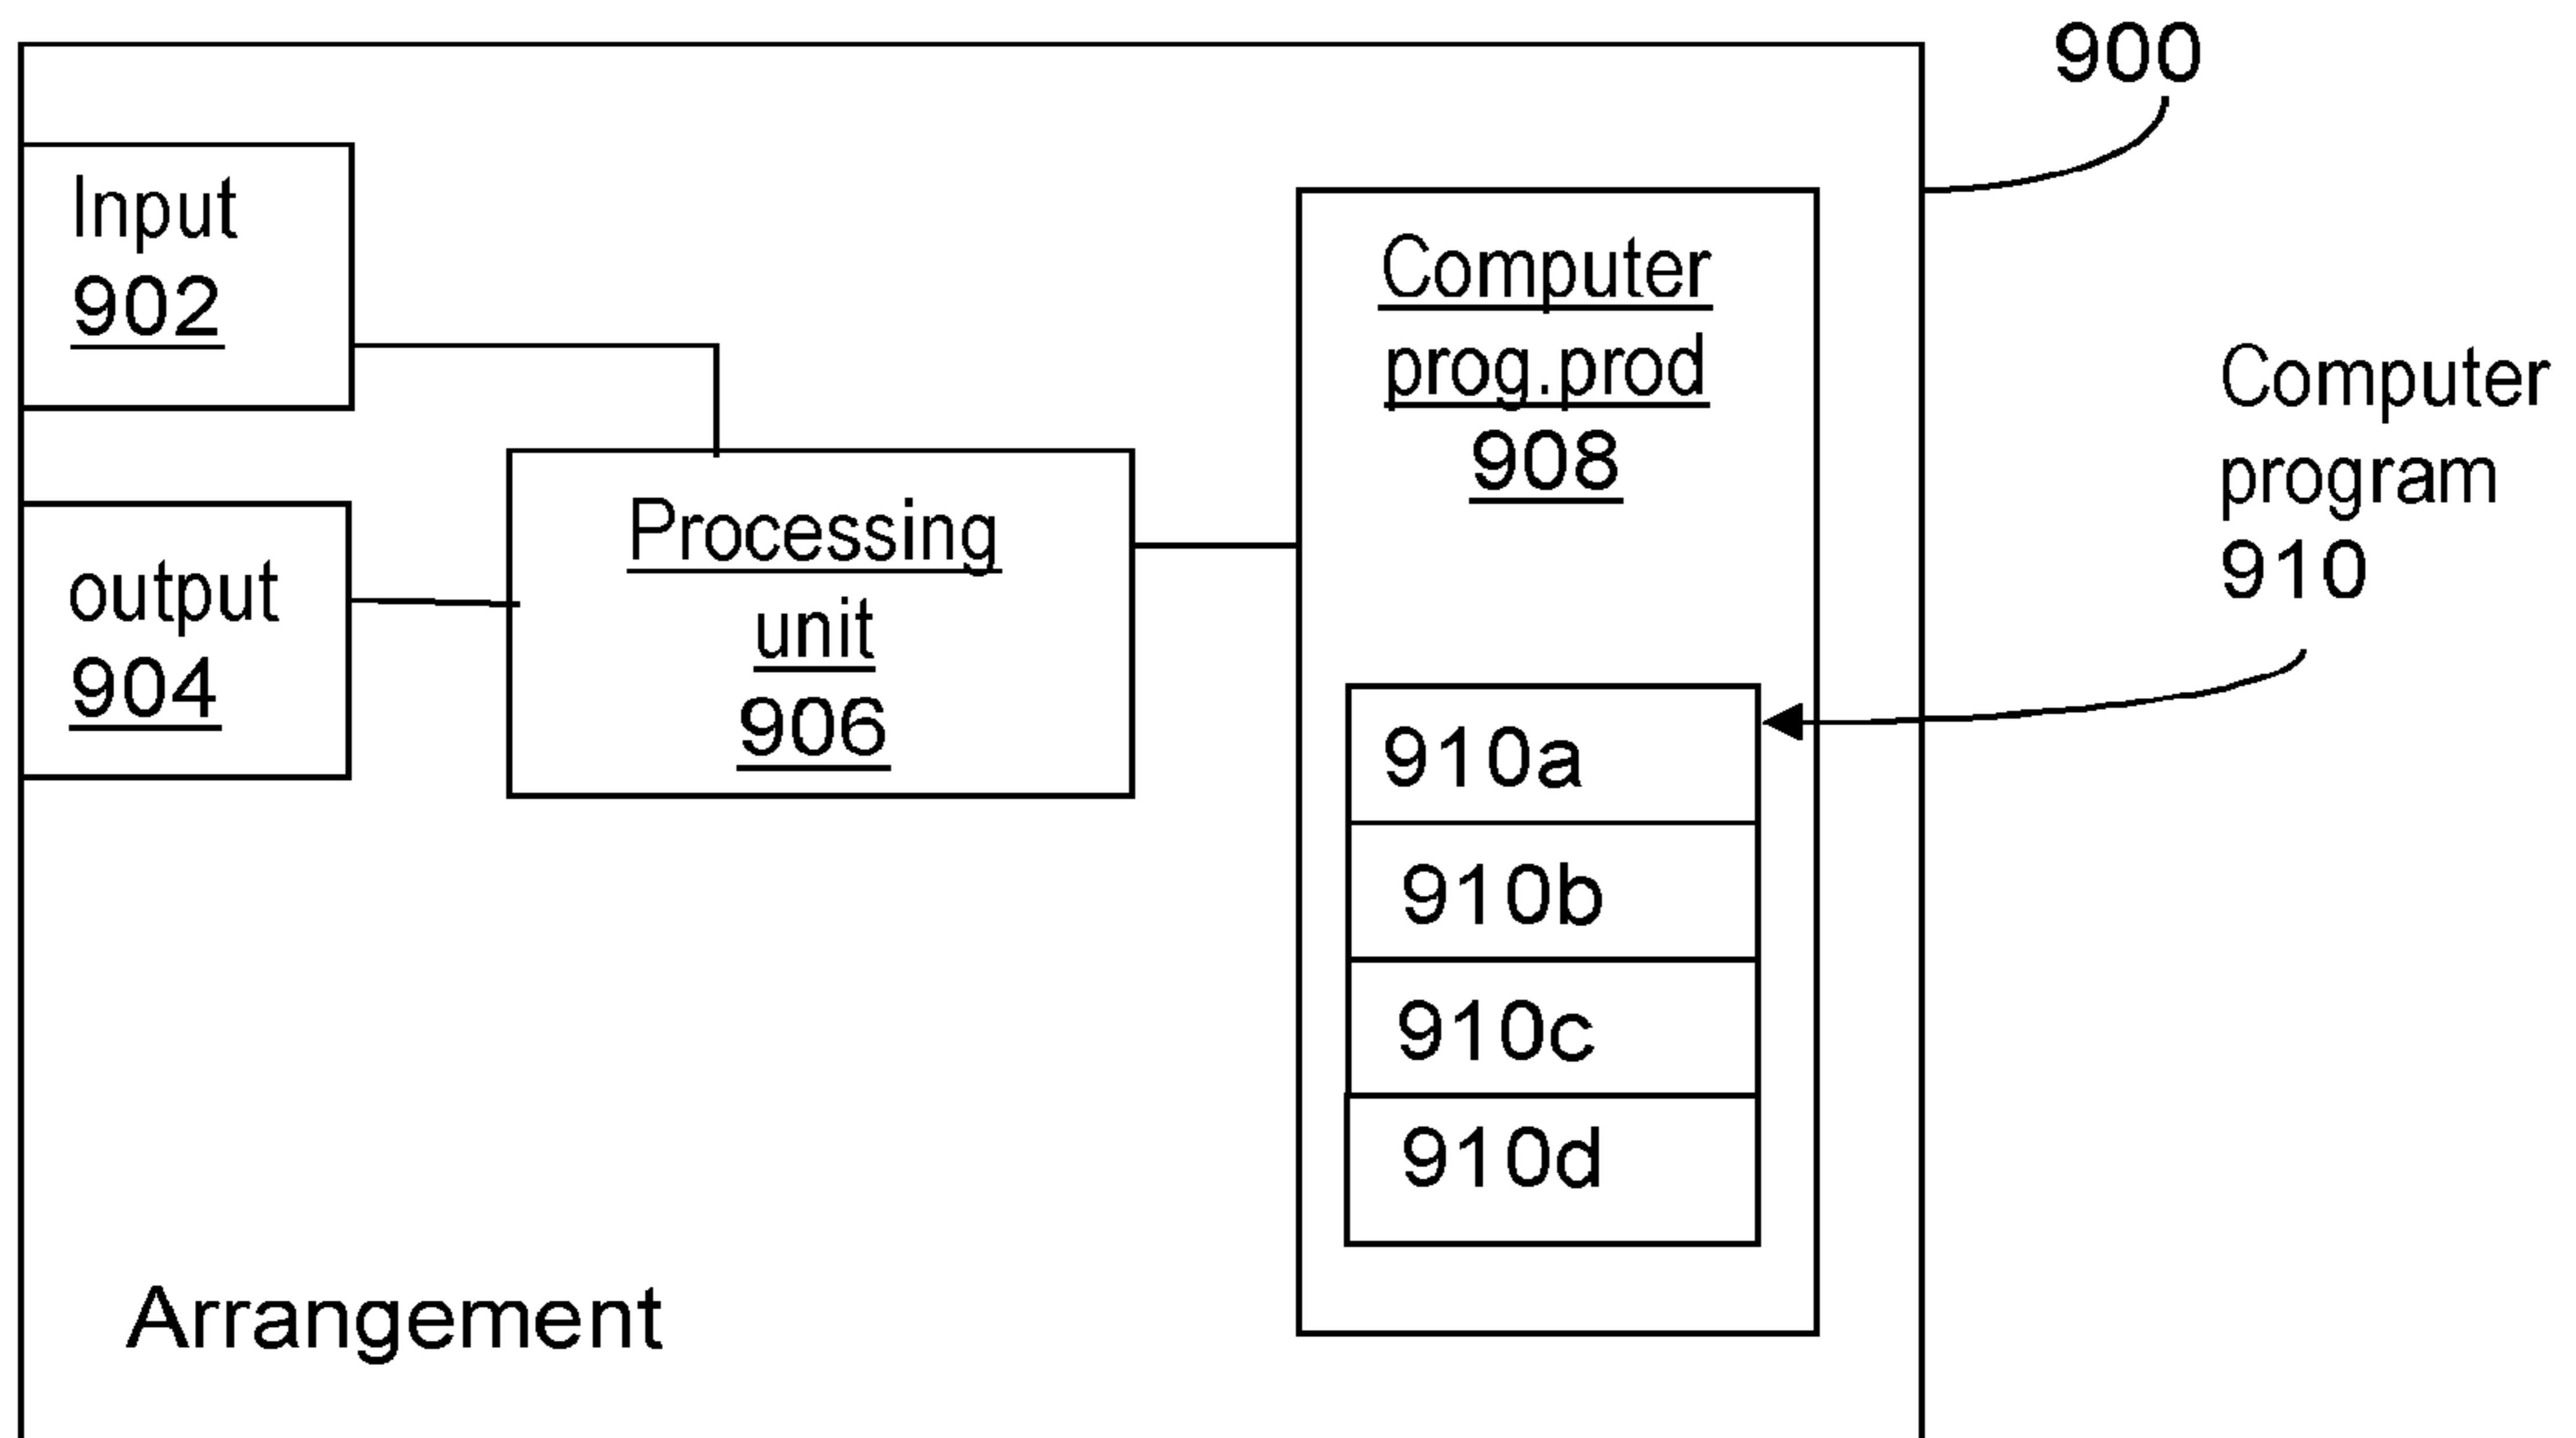 900
Input
902
output
904
Processing
unit
906
Computer
prog.prod
908
910a
910b
910c
910d
Computer
program
910
Arrangement